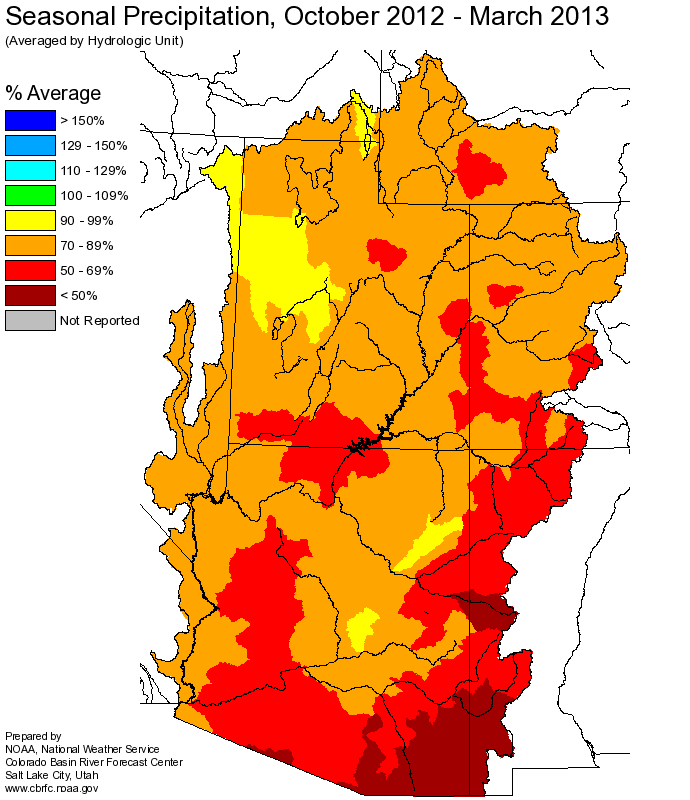 Seasonal Precipitation, October 2012 - March 2013
(Averaged by Hydrologic Unit)
% Average
> 150%
129 - 150%
110 - 129%
100 - 109%
90 - 99%
70 - 89%
50 - 69%
< 50%
Not Reported
Prepared by
NOAA, National Weather Service
Colorado Basin River Forecast Center
Salt Lake City, Utah
www.cbrfc.noaa.gov